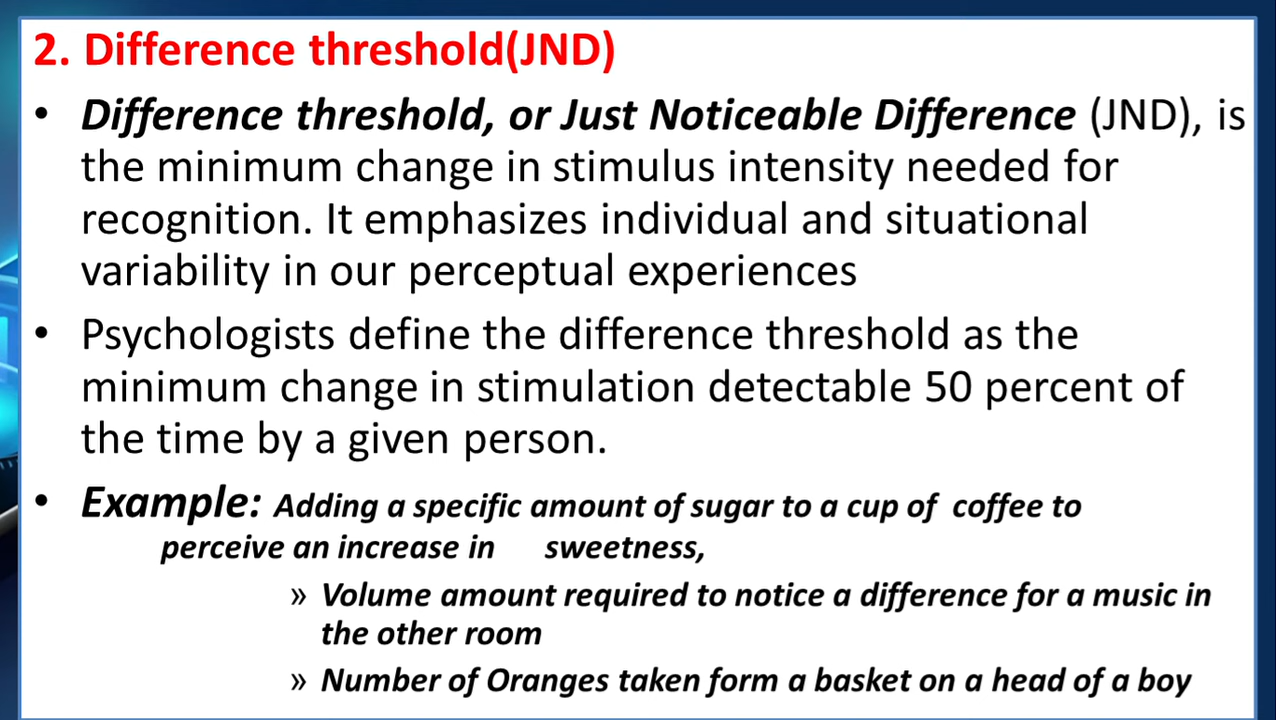 2. Difference threshold(JND)
• Difference threshold, or Just Noticeable Difference (JND), is
the minimum change in stimulus intensity needed for
recognition. It emphasizes individual and situational
variability in our perceptual experiences
• Psychologists define the difference threshold as the
minimum change in stimulation detectable 50 percent of
the time by a given person.
• Example: Adding a specific amount of sugar to a cup of coffee to
perceive an increase in sweetness,
» Volume amount required to notice a difference for a music in
the other room
» Number of Oranges taken form a basket on a head of a boy